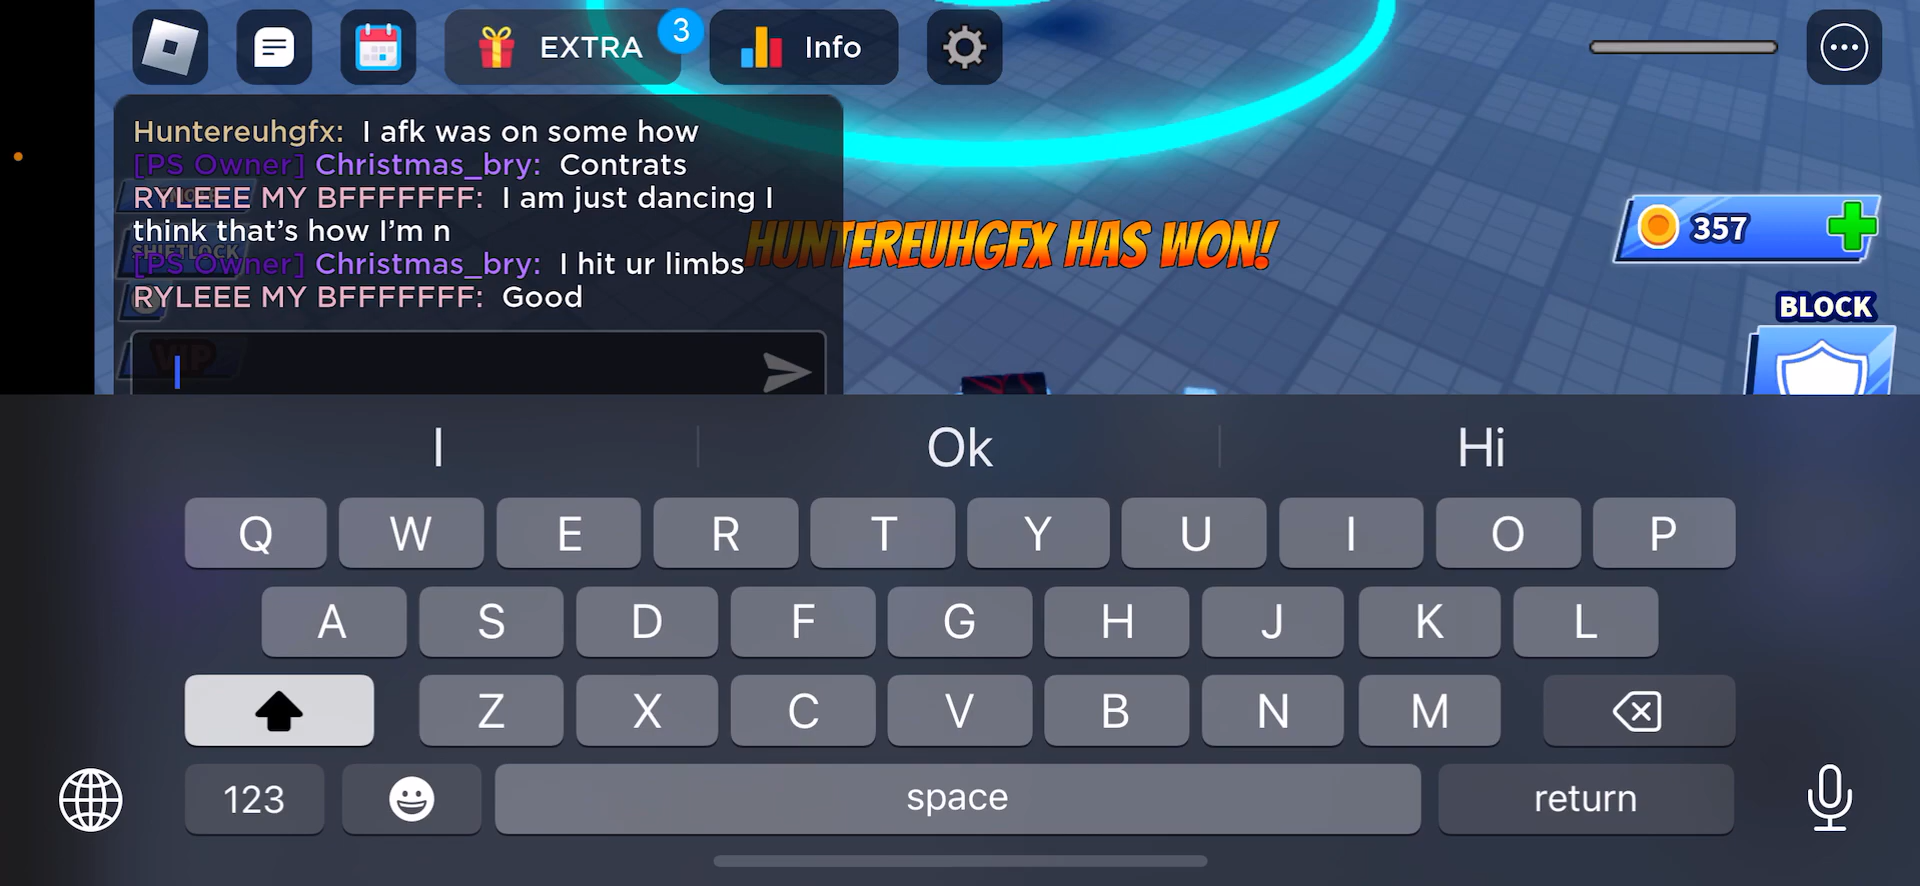 EXTRA
3
Info
Huntereuhgfx: I afk was on some how
[PS Owner] Christmas_bry: Contrats
RYLEEE MY BFFFFFFF: I am just dancing I
think that's how I'm n
[PS Owner] Christmas_bry: I hit ur limbs
RYLEEE MY BFFFFFFF: Good
SHIFTLOCK
VIP
HUNTEREUHGFX HAS WON!
357
BLOCK
I Ok Hi
Q W E R T Y U I O P
A S D F G H J K L
Z X C V B N M
123 space return